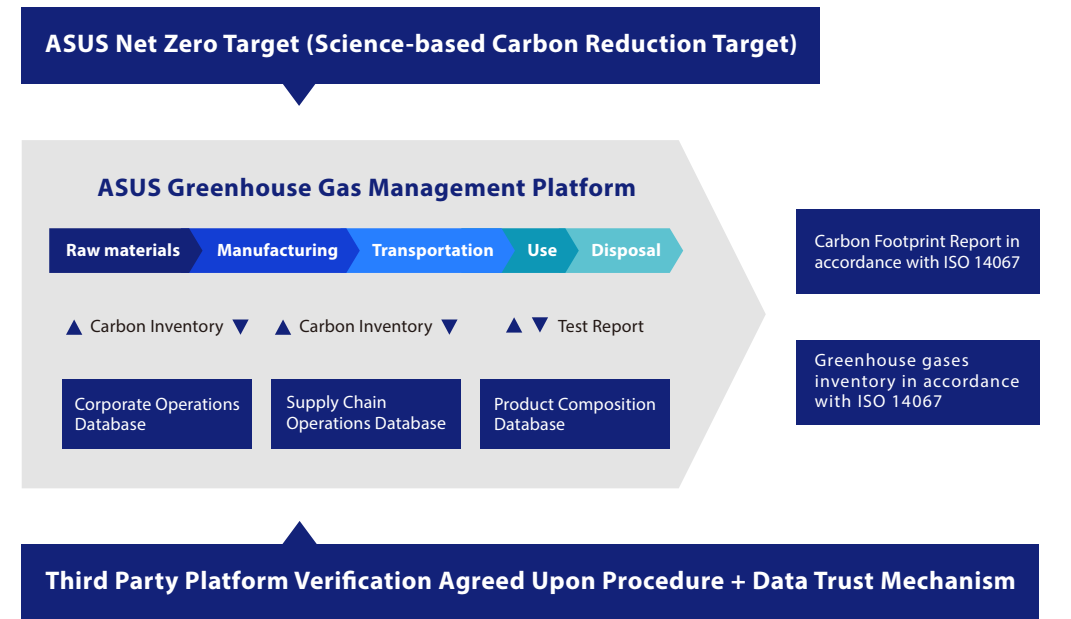 ASUS Net Zero Target (Science-based Carbon Reduction Target)
ASUS Greenhouse Gas Management Platform
Raw materials
Manufacturing
Transportation
Use
Disposal
▲ Carbon Inventory ▼
▲ Carbon Inventory ▼
▲ ▼ Test Report
Corporate Operations
Database
Supply Chain
Operations Database
Product Composition
Database
Carbon Footprint Report in
accordance with ISO 14067
Greenhouse gases
inventory in accordance
with ISO 14067
Third Party Platform Verification Agreed Upon Procedure + Data Trust Mechanism